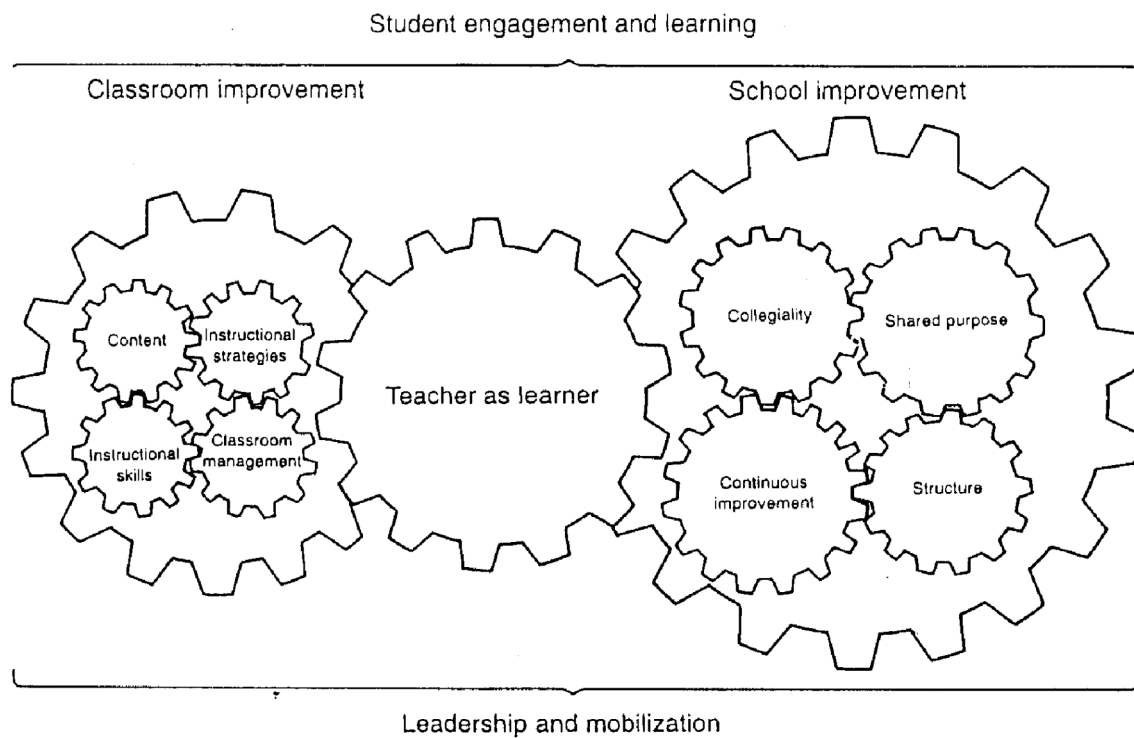 Student engagement and learning
Classroom improvement
School improvement
Content
Instructional
strategies
Instructional
skills
Classroom
management
Teacher as learner
Collegiality
Shared purpose
Continuous
improvement
Structure
Leadership and mobilization